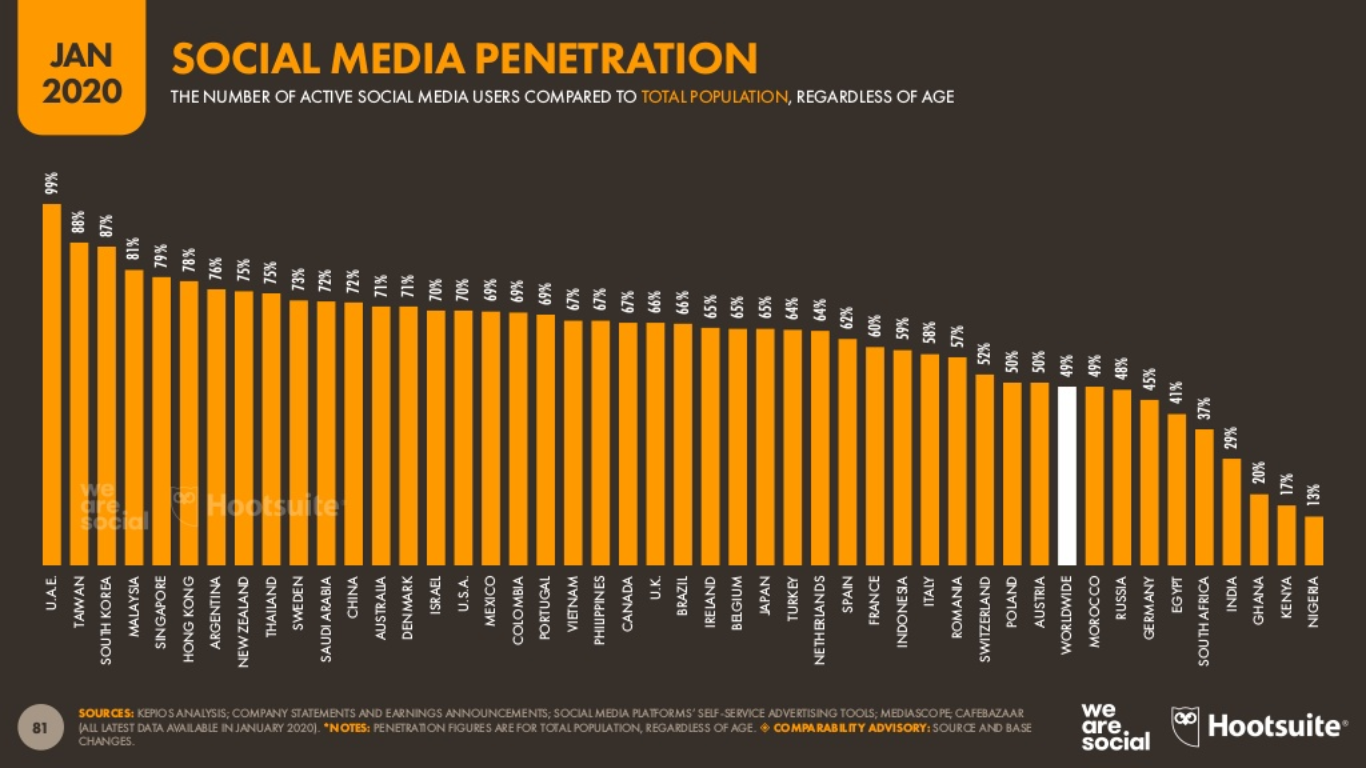 JAN
2020
SOCIAL MEDIA PENETRATION
THE NUMBER OF ACTIVE SOCIAL MEDIA USERS COMPARED TO TOTAL POPULATION, REGARDLESS OF AGE
99%
88%
87%
81%
79%
78%
76%
75%
75%
73%
72%
72%
71%
71%
70%
70%
69%
69%
69%
67%
67%
67%
66%
66%
65%
65%
65%
64%
64%
62%
60%
59%
58%
57%
52%
50%
50%
49%
49%
48%
45%
41%
37%
29%
20%
17%
13%
we
are
social
Hootsuite®
U.A.E.
TAIWAN
SOUTH KOREA
MALAYSIA
SINGAPORE
HONG KONG
ARGENTINA
NEW ZEALAND
THAILAND
SWEDEN
SAUDI ARABIA
CHINA
AUSTRALIA
DENMARK
ISRAEL
U.S.A.
MEXICO
COLOMBIA
PORTUGAL
VIETNAM
PHILIPPINES
CANADA
U.K.
BRAZIL
IRELAND
BELGIUM
JAPAN
TURKEY
NETHERLANDS
SPAIN
FRANCE
INDONESIA
ITALY
ROMANIA
SWITZERLAND
POLAND
AUSTRIA
WORLDWIDE
MOROCCO
RUSSIA
GERMANY
EGYPT
SOUTH AFRICA
INDIA
GHANA
KENYA
NIGERIA
81
SOURCES: KEPIOS ANALYSIS; COMPANY STATEMENTS AND EARNINGS ANNOUNCEMENTS; SOCIAL MEDIA PLATFORMS' SELF-SERVICE ADVERTISING TOOLS; MEDIASCOPE; CAFEBAZAAR
(ALL LATEST DATA AVAILABLE IN JANUARY 2020). *NOTES: PENETRATION FIGURES ARE FOR TOTAL POPULATION, REGARDLESS OF AGE. ◈ COMPARABILITY ADVISORY: SOURCE AND BASE
CHANGES.
we
are
social
Hootsuite®